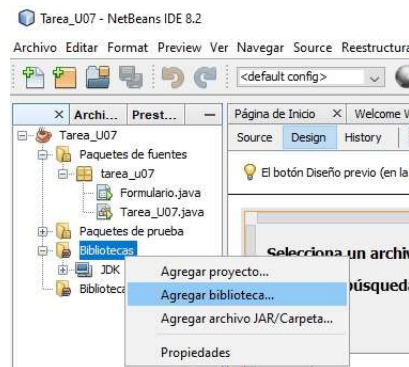 Tarea_U07 - NetBeans IDE 8.2
Archivo Editar Format Preview Ver Navegar Source Reestructura
<default config>
Archi... Prest... Página de Inicio Welcome W
Tarea_U07 Source Design History
Paquetes de fuentes
tarea_u07 El botón Diseño previo (en la
Formulario.java
Tarea_U07.java
Paquetes de prueba
Bibliotecas Selecciona un archiv
JDK Agregar proyecto...
Biblioteca Agregar biblioteca... búsqueda
Agregar archivo JAR/Carpeta...
Propiedades